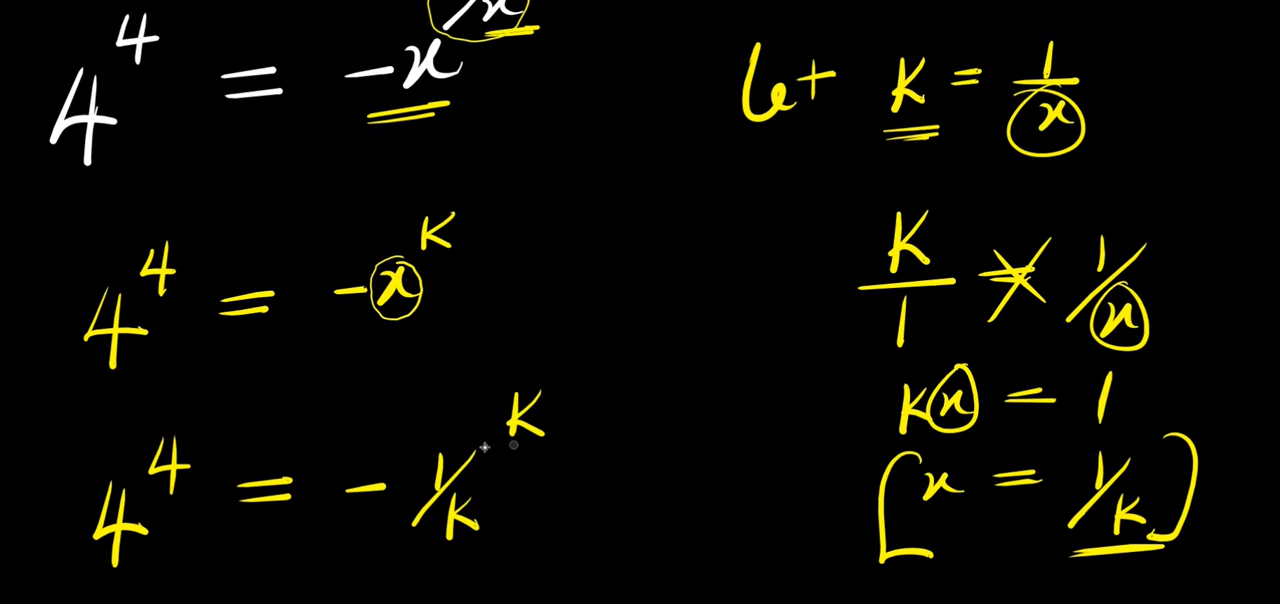 4^4 = -x^(1/x)
let K = 1/x
4^4 = -x^K
K/1 = 1/x
Kx = 1
4^4 = -1/K^K
[x = 1/K]